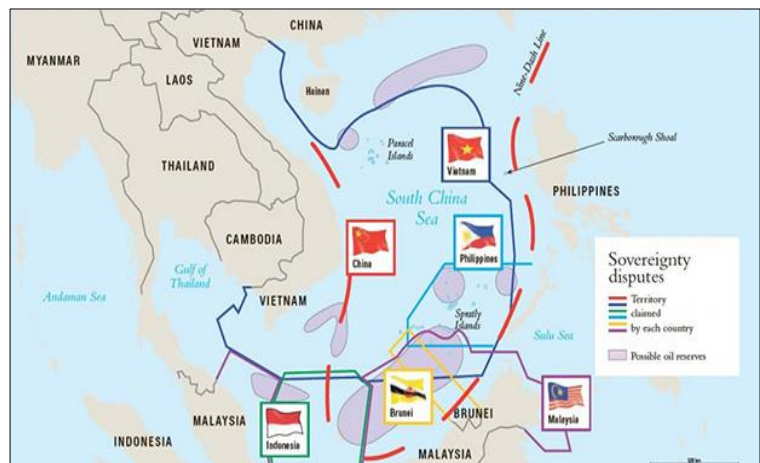 CHINA
VIETNAM
MYANMAR
LAOS
Hainan
Nine-Dash Line
Paracel
Islands
Vietnam
Scarborough Shoal
THAILAND
PHILIPPINES
South China
Sea
CAMBODIA
China
Philippines
Gulf of
Thailand
Andaman Sea
VIETNAM
Spratly
Islands
Sulu Sea
Sovereignty
disputes
Territory
claimed
by each country
Possible oil reserves
MALAYSIA
Indonesia
Brunei
BRUNEI
Malaysia
INDONESIA
MALAYSIA